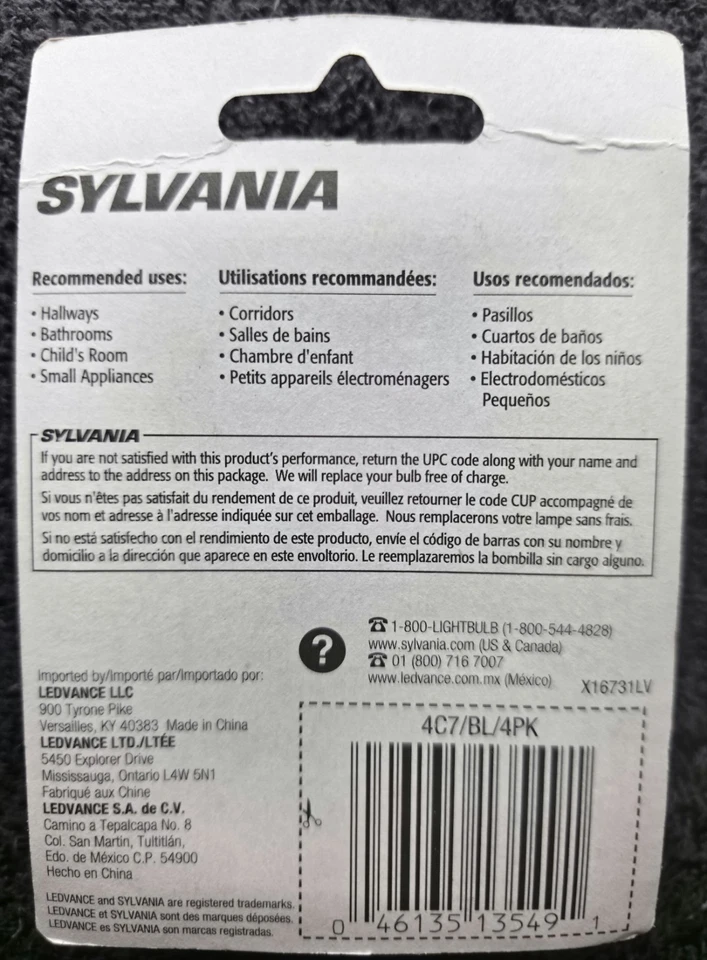 SYLVANIA
Recommended uses:
• Hallways
• Bathrooms
• Child's Room
• Small Appliances
Utilisations recommandées:
• Corridors
• Salles de bains
• Chambre d'enfant
• Petits appareils électroménagers
Usos recomendados:
• Pasillos
• Cuartos de baños
• Habitación de los niños
• Electrodomésticos
Pequeños
SYLVANIA
If you are not satisfied with this product's performance, return the UPC code along with your name and
address to the address on this package. We will replace your bulb free of charge.
Si vous n'êtes pas satisfait du rendement de ce produit, veuillez retourner le code CUP accompagné de
vos nom et adresse à l'adresse indiquée sur cet emballage. Nous remplacerons votre lampe sans frais.
Si no está satisfecho con el rendimiento de este producto, envíe el código de barras con su nombre y
domicilio a la dirección que aparece en este envoltorio. Le reemplazaremos la bombilla sin cargo alguno.
?
☎ 1-800-LIGHTBULB (1-800-544-4828)
www.sylvania.com (US & Canada)
☎ 01 (800) 716 7007
www.ledvance.com.mx (México)
X16731LV
Imported by/Importé par/Importado por:
LEDVANCE LLC
900 Tyrone Pike
Versailles, KY 40383 Made in China
LEDVANCE LTD./LTÉE
5450 Explorer Drive
Mississauga, Ontario L4W 5N1
Fabriqué aux Chine
LEDVANCE S.A. de C.V.
Camino a Tepalcapa No. 8
Col. San Martin, Tultitlán,
Edo. de México C.P. 54900
Hecho en China
LEDVANCE and SYLVANIA are registered trademarks.
LEDVANCE et SYLVANIA sont des marques déposées.
LEDVANCE es SYLVANIA son marcas registradas.
4C7/BL/4PK
0 46135 13549 1